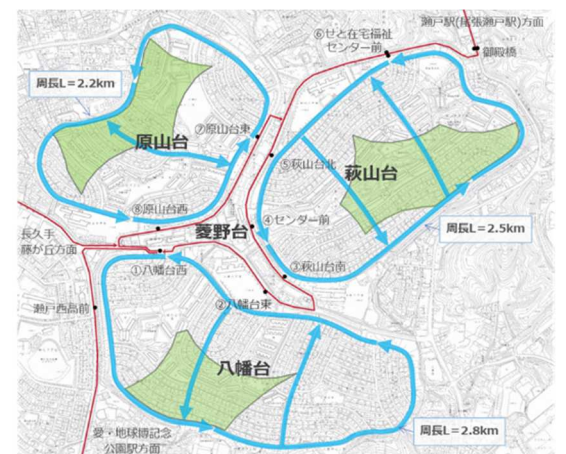 瀬戸駅(尾張瀬戸駅)方面
⑥せと在宅福祉
センター前
御殿橋
周長L=2.2km
⑦原山台東
原山台
⑤萩山台北
萩山台
⑧原山台西
④センター前
周長L=2.5km
長久手
藤が丘方面
菱野台
③萩山台南
①八幡台西
②八幡台東
瀬戸西高前
八幡台
周長L=2.8km
愛・地球博記念
公園駅方面